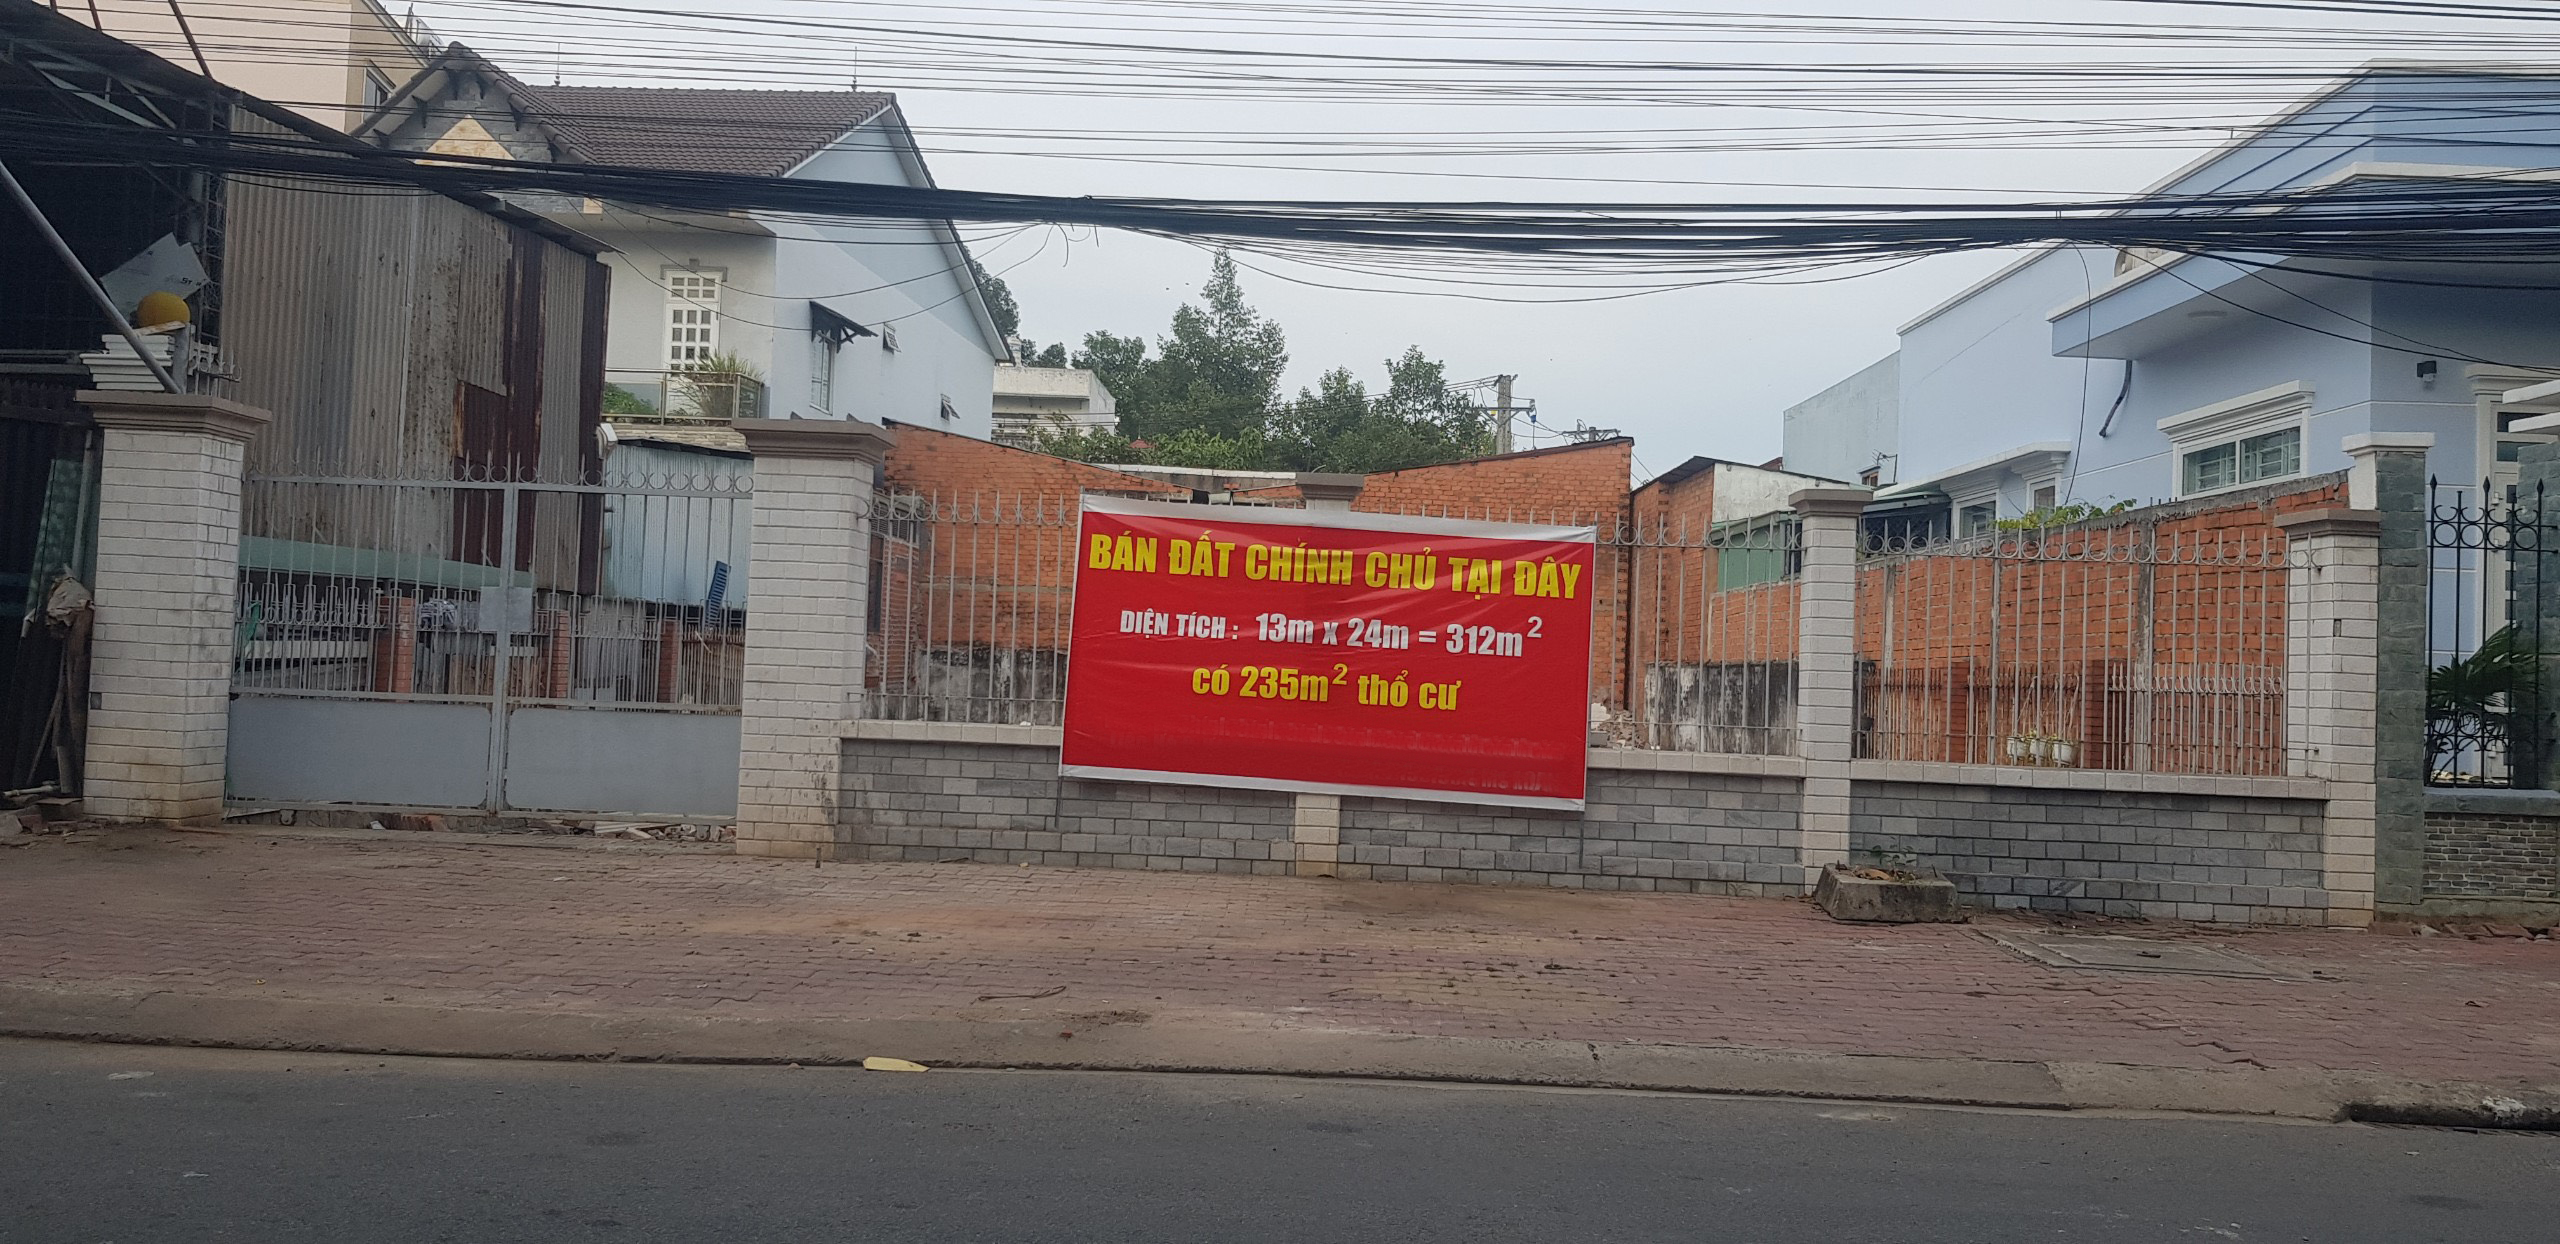 BÁN ĐẤT CHÍNH CHỦ TẠI ĐÂY
DIỆN TÍCH : 13m x 24m = 312m²
có 235m² thổ cư